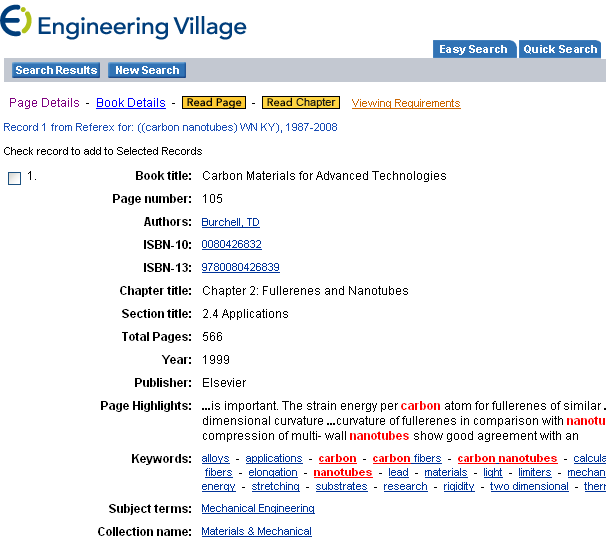 Engineering Village
Easy Search Quick Search
Search Results New Search
Page Details - Book Details - Read Page - Read Chapter Viewing Requirements
Record 1 from Referex for: ((carbon nanotubes) WN KY), 1987-2008
Check record to add to Selected Records
1. Book title: Carbon Materials for Advanced Technologies
Page number: 105
Authors: Burchell, TD
ISBN-10: 0080426832
ISBN-13: 9780080426839
Chapter title: Chapter 2: Fullerenes and Nanotubes
Section title: 2.4 Applications
Total Pages: 566
Year: 1999
Publisher: Elsevier
Page Highlights: ...is important. The strain energy per carbon atom for fullerenes of similar .
dimensional curvature ...curvature of fullerenes in comparison with nanotu
compression of multi- wall nanotubes show good agreement with an
Keywords: alloys - applications - carbon - carbon fibers - carbon nanotubes - calcula
fibers - elongation - nanotubes - lead - materials - light - limiters - mechan
energy - stretching - substrates - research - rigidity - two dimensional - ther
Subject terms: Mechanical Engineering
Collection name: Materials & Mechanical